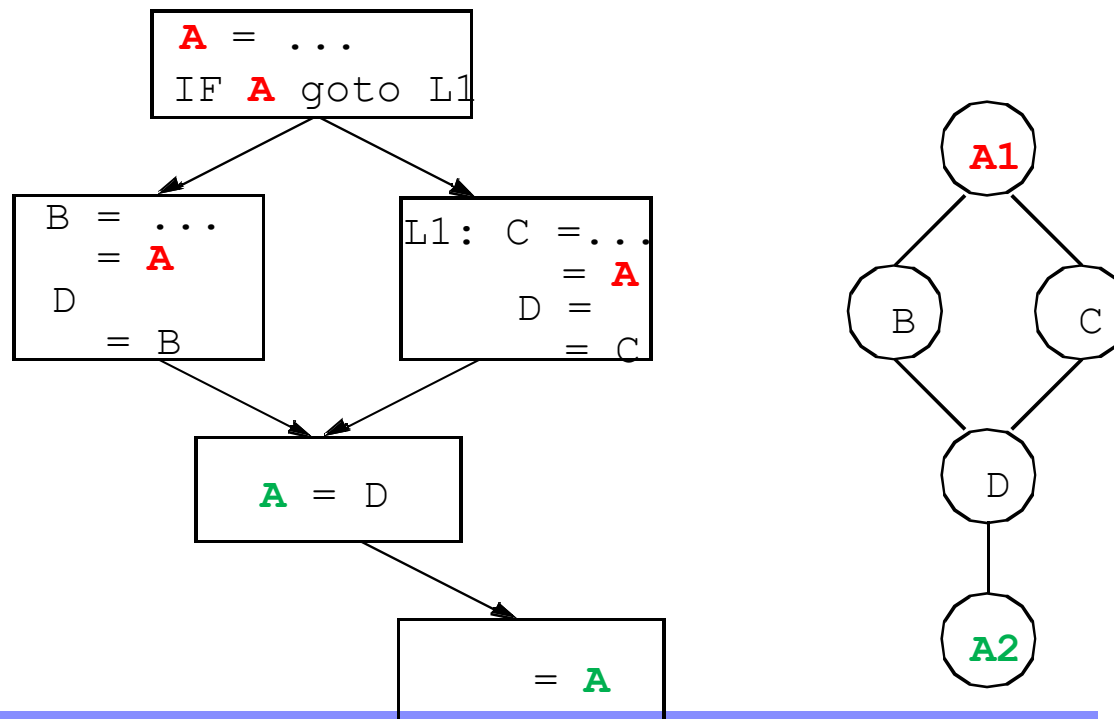 A = ...
IF A goto L1
B = ...
= A
D
= B
L1: C =...
= A
D =
= C
A = D
= A
A1
B
C
D
A2